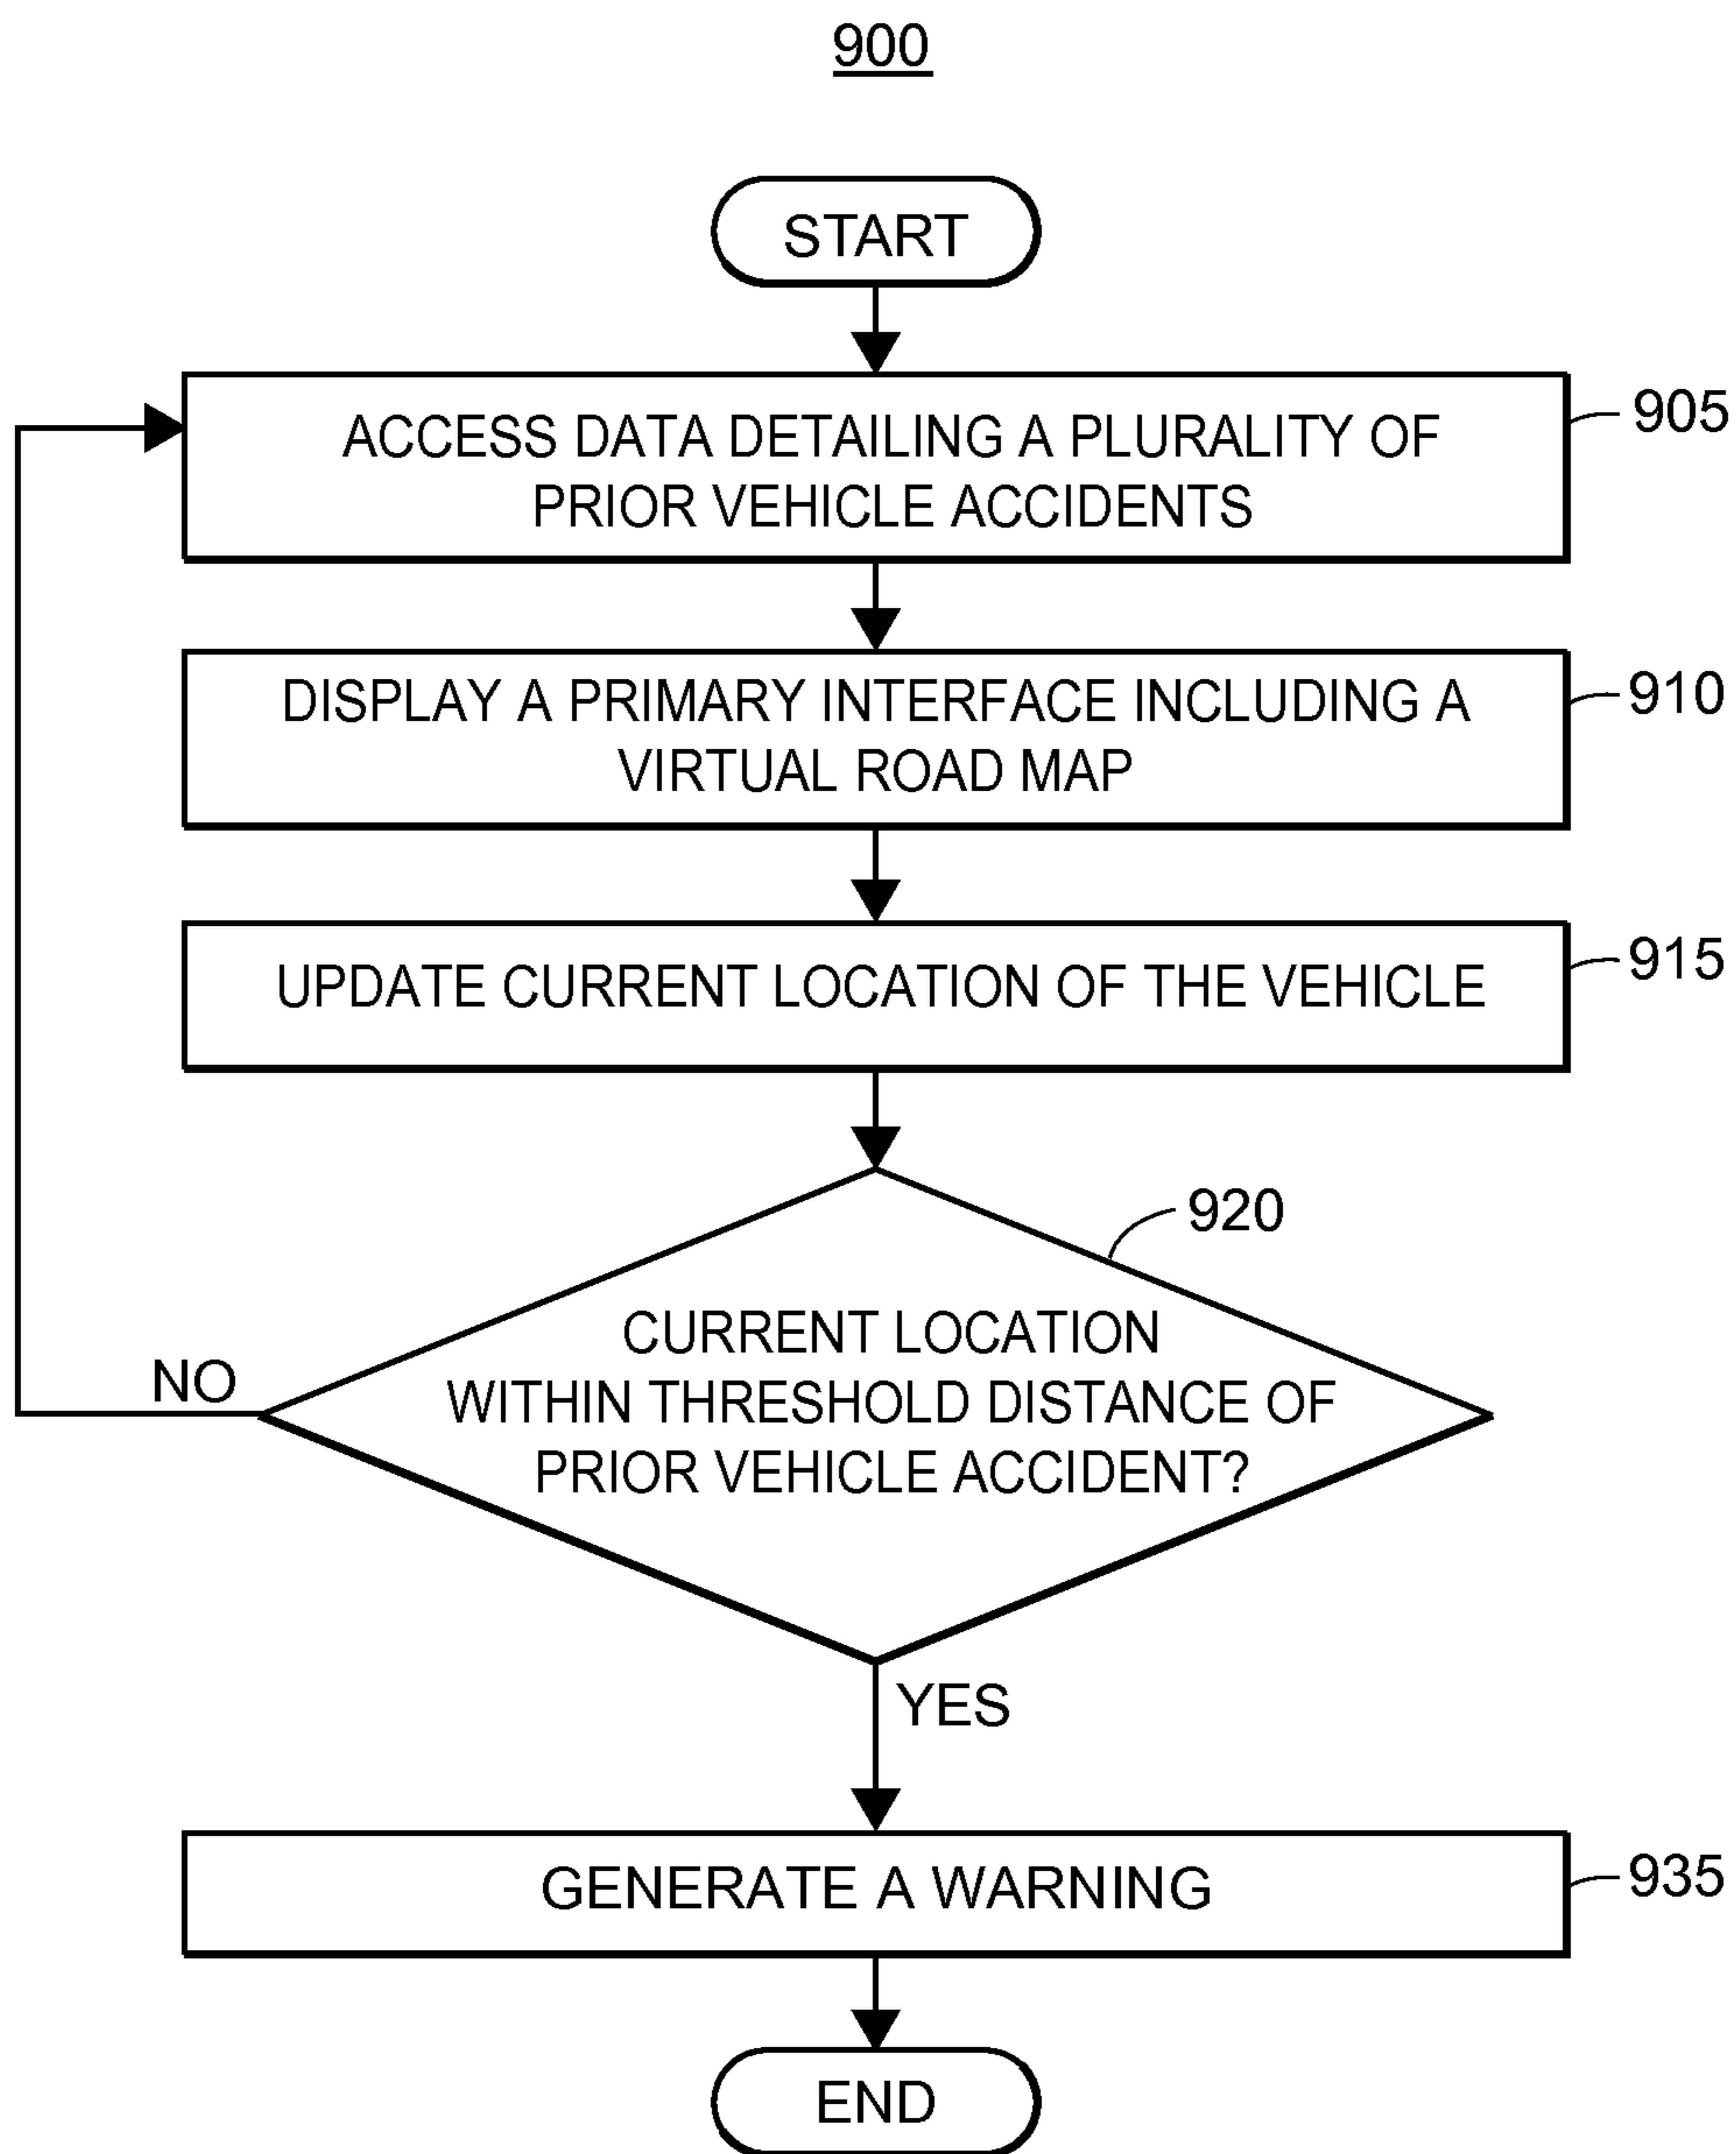 900
START
ACCESS DATA DETAILING A PLURALITY OF
PRIOR VEHICLE ACCIDENTS
905
DISPLAY A PRIMARY INTERFACE INCLUDING A
VIRTUAL ROAD MAP
910
UPDATE CURRENT LOCATION OF THE VEHICLE
915
920
CURRENT LOCATION
WITHIN THRESHOLD DISTANCE OF
PRIOR VEHICLE ACCIDENT?
NO
YES
GENERATE A WARNING
935
END